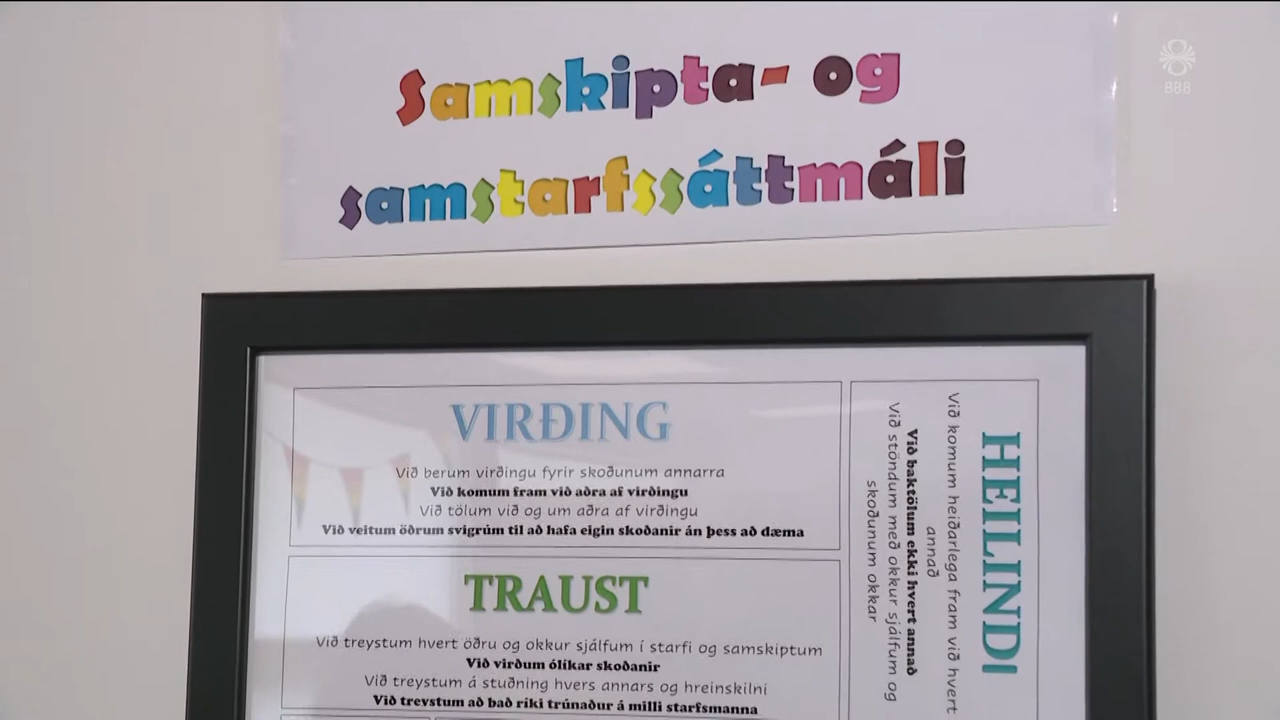 Samskipta- og
samstarfssáttmáli
888
VIRÐING
Við berum virðingu fyrir skoðunum annarra
Við komum fram við aðra af virðingu
Við tölum við og um aðra af virðingu
Við veitum öðrum svigrúm til að hafa eigin skoðanir án þess að dæma
TRAUST
Við treystum hvert öðru og okkur sjálfum í starfi og samskiptum
Við virðum ólíkar skoðanir
Við treystum á stuðning hvers annars og hreinskilni
Við treystum að það ríki trúnaður á milli starfsmanna
HEILINDI
Við komum heiðarlega fram við hvert
annað
Við baktölum ekki hvert annað
Við stöndum með okkur sjálfum og
skoðunum okkar